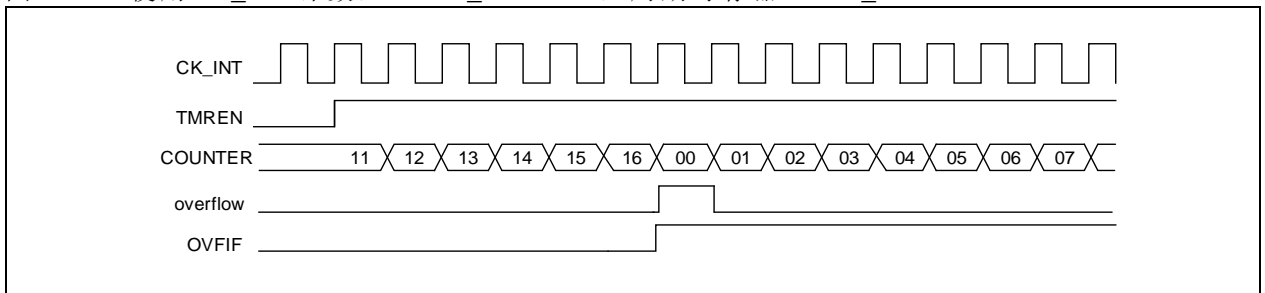 CK_INT
TMREN
COUNTER 11 12 13 14 15 16 00 01 02 03 04 05 06 07
overflow
OVFIF